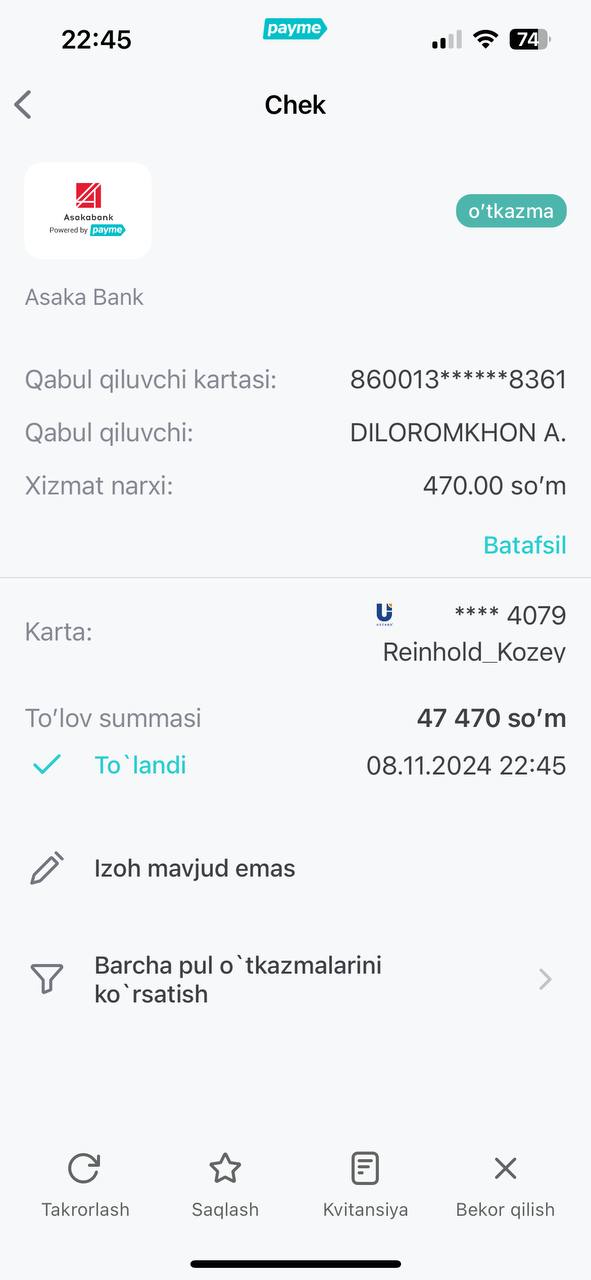 22:45
payme
74
Chek
Asakabank
Powered by payme
o‘tkazma
Asaka Bank
Qabul qiluvchi kartasi: 860013******8361
Qabul qiluvchi: DILOROMKHON A.
Xizmat narxi: 470.00 so‘m
Batafsil
Karta: **** 4079
Reinhold_Kozey
To‘lov summasi 47 470 so‘m
To`landi 08.11.2024 22:45
Izoh mavjud emas
Barcha pul o`tkazmalarini
ko`rsatish
Takrorlash Saqlash Kvitansiya Bekor qilish